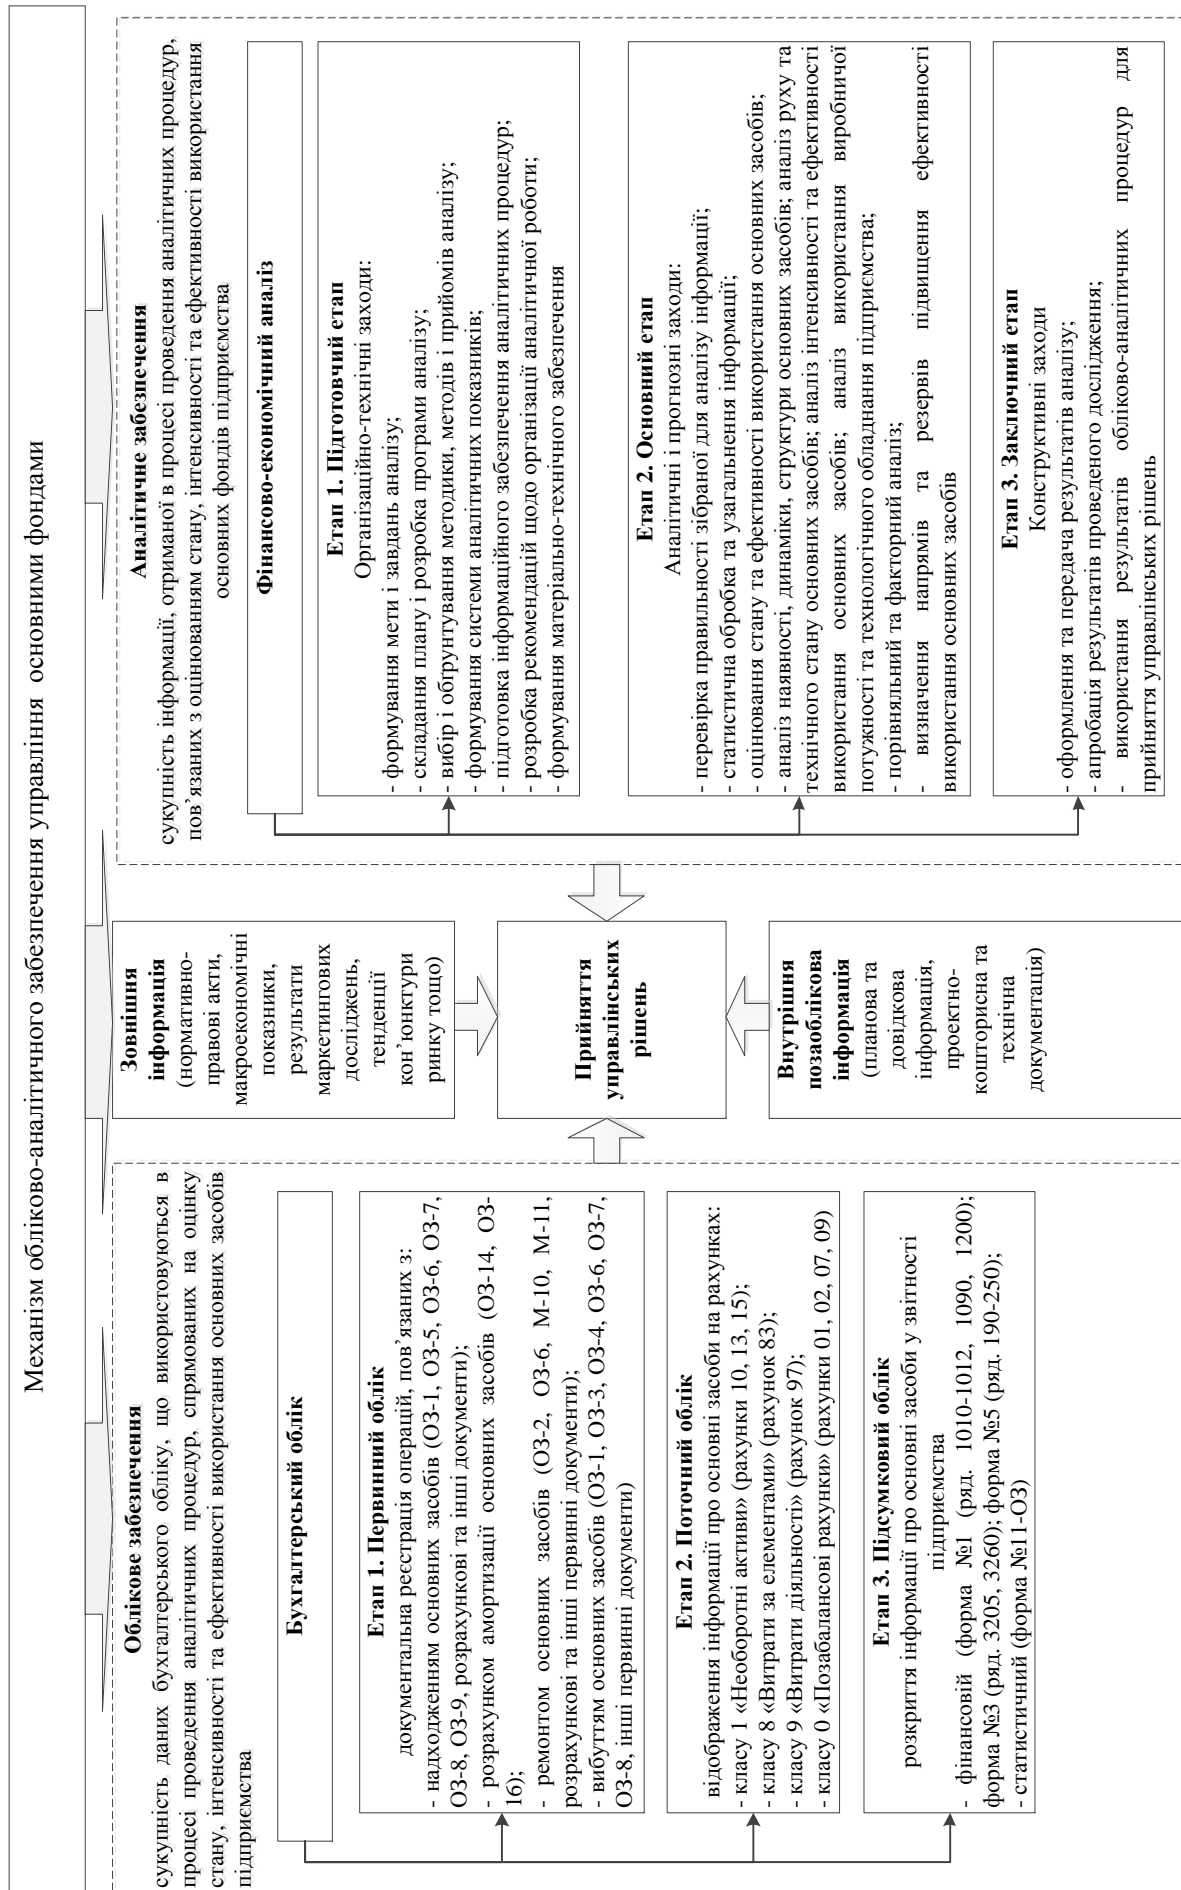 Механізм обліково-аналітичного забезпечення управління основними фондами
Облікове забезпечення
сукупність даних бухгалтерського обліку, що використовуються в
процесі проведення аналітичних процедур, спрямованих на оцінку
стану, інтенсивності та ефективності використання основних засобів
підприємства
Бухгалтерський облік
Етап 1. Первинний облік
документальна реєстрація операцій, пов’язаних з:
- надходженням основних засобів (ОЗ-1, ОЗ-5, ОЗ-6, ОЗ-7,
ОЗ-8, ОЗ-9, розрахункові та інші документи);
- розрахунком амортизації основних засобів (ОЗ-14, ОЗ-
16);
- ремонтом основних засобів (ОЗ-2, ОЗ-6, М-10, М-11,
розрахункові та інші первинні документи);
- вибуттям основних засобів (ОЗ-1, ОЗ-3, ОЗ-4, ОЗ-6, ОЗ-7,
ОЗ-8, інші первинні документи)
Етап 2. Поточний облік
відображення інформації про основні засоби на рахунках:
- класу 1 «Необоротні активи» (рахунки 10, 13, 15);
- класу 8 «Витрати за елементами» (рахунок 83);
- класу 9 «Витрати діяльності» (рахунок 97);
- класу 0 «Позабалансові рахунки» (рахунки 01, 02, 07, 09)
Етап 3. Підсумковий облік
розкриття інформації про основні засоби у звітності
підприємства
- фінансовій (форма №1 (ряд. 1010-1012, 1090, 1200);
форма №3 (ряд. 3205, 3260); форма №5 (ряд. 190-250);
- статистичний (форма №11-ОЗ)
Зовнішня
інформація
(нормативно-
правові акти,
макроекономічні
показники,
результати
маркетингових
досліджень,
тенденції
кон’юнктури
ринку тощо)
Прийняття
управлінських
рішень
Внутрішня
позаоблікова
інформація
(планова та
довідкова
інформація,
проектно-
кошторисна та
технічна
документація)
Аналітичне забезпечення
сукупність інформації, отриманої в процесі проведення аналітичних процедур,
пов’язаних з оцінюванням стану, інтенсивності та ефективності використання
основних фондів підприємства
Фінансово-економічний аналіз
Етап 1. Підготовчий етап
Організаційно-технічні заходи:
- формування мети і завдань аналізу;
- складання плану і розробка програми аналізу;
- вибір і обґрунтування методики, методів і прийомів аналізу;
- формування системи аналітичних показників;
- підготовка інформаційного забезпечення аналітичних процедур;
- розробка рекомендацій щодо організації аналітичної роботи;
- формування матеріально-технічного забезпечення
Етап 2. Основний етап
Аналітичні і прогнозні заходи:
- перевірка правильності зібраної для аналізу інформації;
- статистична обробка та узагальнення інформації;
- оцінювання стану та ефективності використання основних засобів;
- аналіз наявності, динаміки, структури основних засобів; аналіз руху та
технічного стану основних засобів; аналіз інтенсивності та ефективності
використання основних засобів; аналіз використання виробничої
потужності та технологічного обладнання підприємства;
- порівняльний та факторний аналіз;
- визначення напрямів та резервів підвищення ефективності
використання основних засобів
Етап 3. Заключний етап
Конструктивні заходи
- оформлення та передача результатів аналізу;
- апробація результатів проведеного дослідження;
- використання результатів обліково-аналітичних процедур для
прийняття управлінських рішень